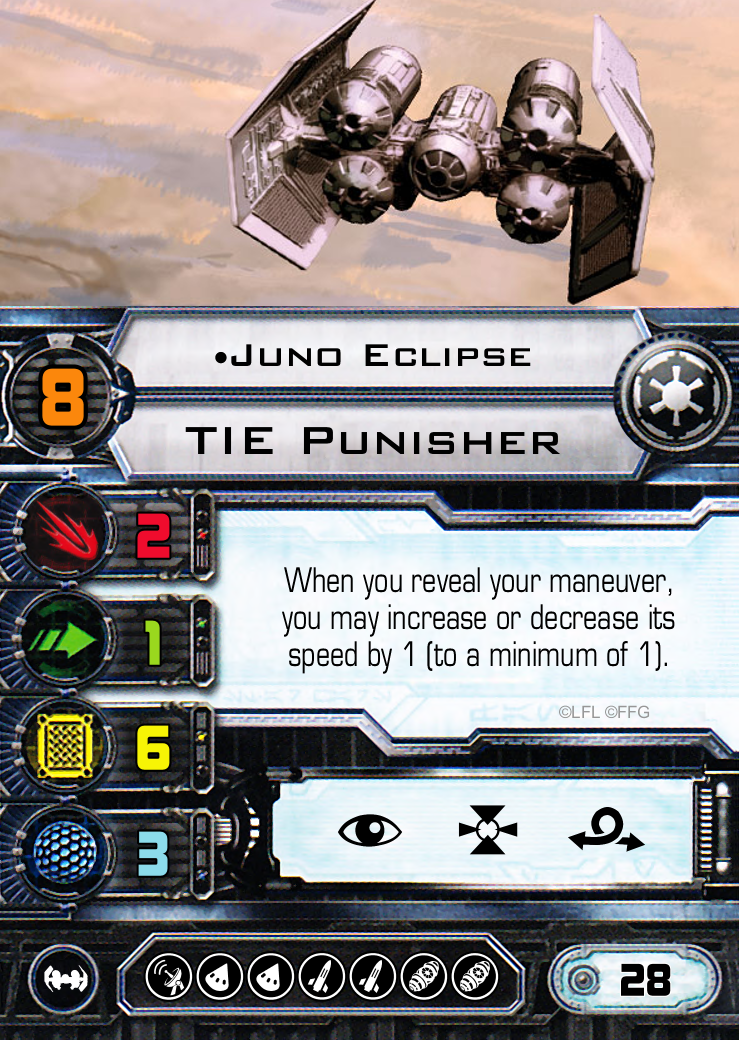 •Juno Eclipse
8
TIE Punisher
2
When you reveal your maneuver,
you may increase or decrease its
speed by 1 (to a minimum of 1).
1
©LFL ©FFG
6
3
28